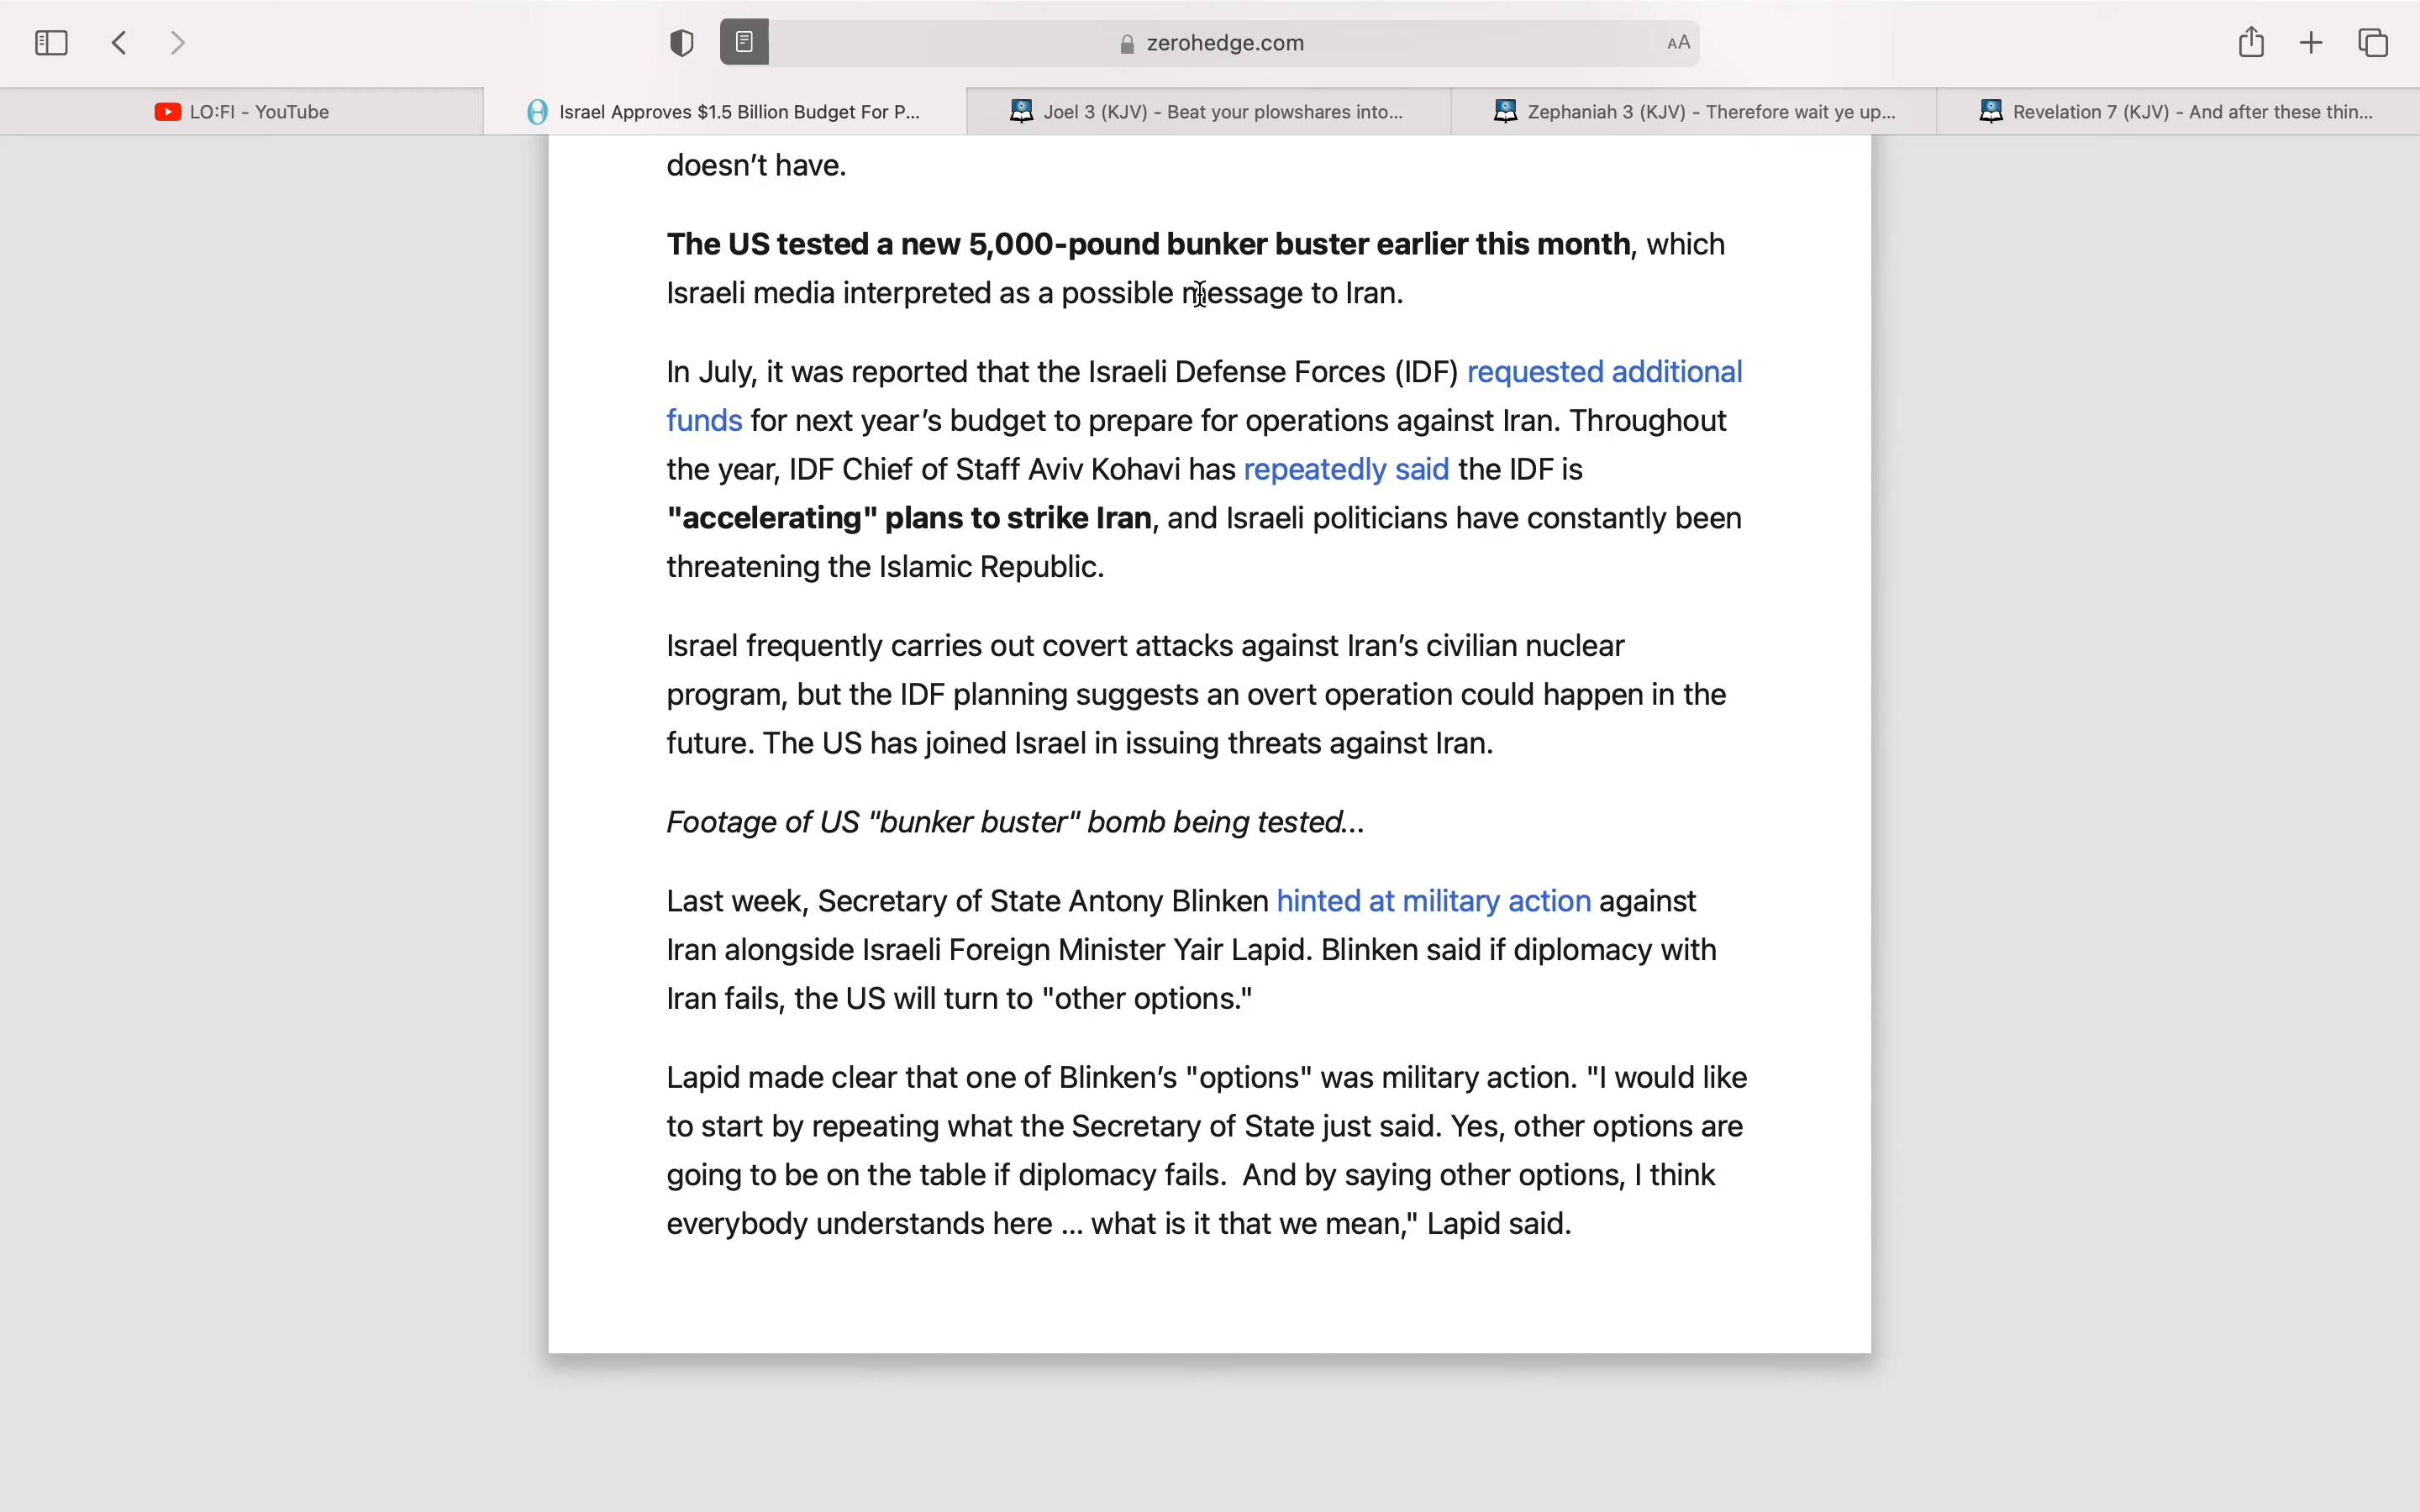 zerohedge.com
AA
LO:FI - YouTube
Israel Approves $1.5 Billion Budget For P...
Joel 3 (KJV) - Beat your plowshares into...
Zephaniah 3 (KJV) - Therefore wait ye up...
Revelation 7 (KJV) - And after these thin...
doesn’t have.
The US tested a new 5,000-pound bunker buster earlier this month, which
Israeli media interpreted as a possible message to Iran.
In July, it was reported that the Israeli Defense Forces (IDF) requested additional
funds for next year’s budget to prepare for operations against Iran. Throughout
the year, IDF Chief of Staff Aviv Kohavi has repeatedly said the IDF is
"accelerating" plans to strike Iran, and Israeli politicians have constantly been
threatening the Islamic Republic.
Israel frequently carries out covert attacks against Iran’s civilian nuclear
program, but the IDF planning suggests an overt operation could happen in the
future. The US has joined Israel in issuing threats against Iran.
Footage of US "bunker buster" bomb being tested...
Last week, Secretary of State Antony Blinken hinted at military action against
Iran alongside Israeli Foreign Minister Yair Lapid. Blinken said if diplomacy with
Iran fails, the US will turn to "other options."
Lapid made clear that one of Blinken’s "options" was military action. "I would like
to start by repeating what the Secretary of State just said. Yes, other options are
going to be on the table if diplomacy fails.  And by saying other options, I think
everybody understands here ... what is it that we mean," Lapid said.